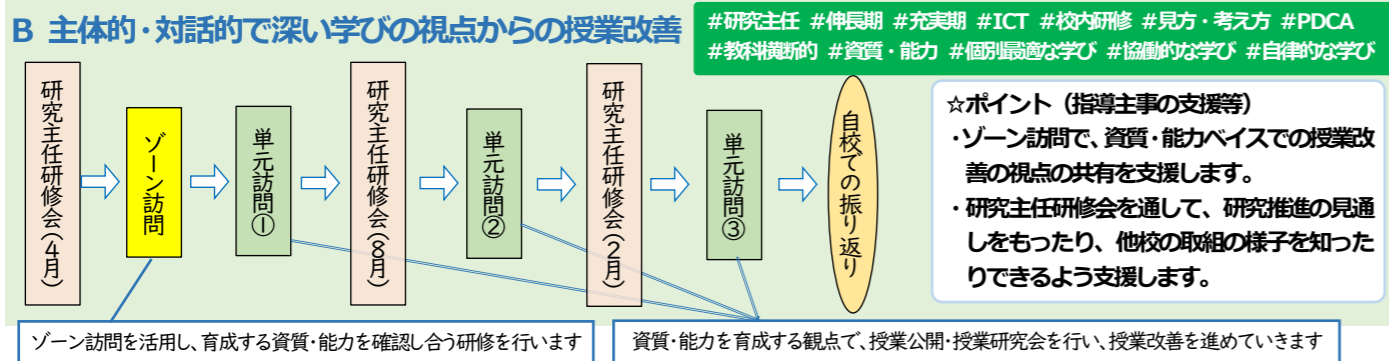 B 主体的・対話的で深い学びの視点からの授業改善
#研究主任 #伸長期 #充実期 #ICT #校内研修 #見方・考え方 #PDCA
#教科横断的 #資質・能力 #個別最適な学び #協働的な学び #自律的な学び
研究主任研修会(4月)
ゾーン訪問
単元訪問①
研究主任研修会(8月)
単元訪問②
研究主任研修会(2月)
単元訪問③
自校での振り返り
☆ポイント（指導主事の支援等）
・ゾーン訪問で、資質・能力ベイスでの授業改
善の視点の共有を支援します。
・研究主任研修会を通して、研究推進の見通
しをもったり、他校の取組の様子を知った
りできるよう支援します。
ゾーン訪問を活用し、育成する資質・能力を確認し合う研修を行います
資質・能力を育成する観点で、授業公開・授業研究会を行い、授業改善を進めていきます